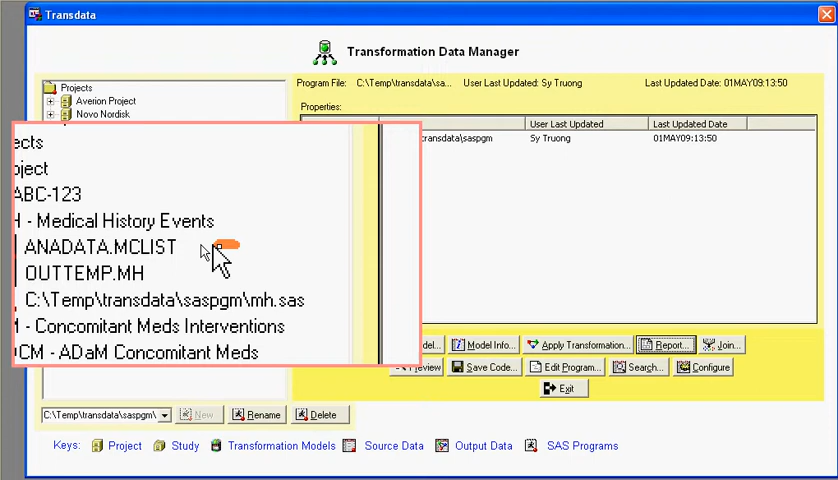 Transdata
Transformation Data Manager
Program File: C:\Temp\transdata\sa... User Last Updated: Sy Truong Last Updated Date: 01MAY09:13:50
Projects
Averion Project
Novo Nordisk
Properties:
User Last Updated Last Updated Date
transdata\saspgm Sy Truong 01MAY09:13:50
ects
oject
ABC-123
H - Medical History Events
ANADATA.MCLIST
OUTTEMP.MH
C:\Temp\transdata\saspgm\mh.sas
M - Concomitant Meds Interventions
CM - ADaM Concomitant Meds
del... Model Info... Apply Transformation... Report... Join...
Preview Save Code... Edit Program... Search... Configure
Exit
C:\Temp\transdata\saspgm\ New Rename Delete
Keys: Project Study Transformation Models Source Data Output Data SAS Programs